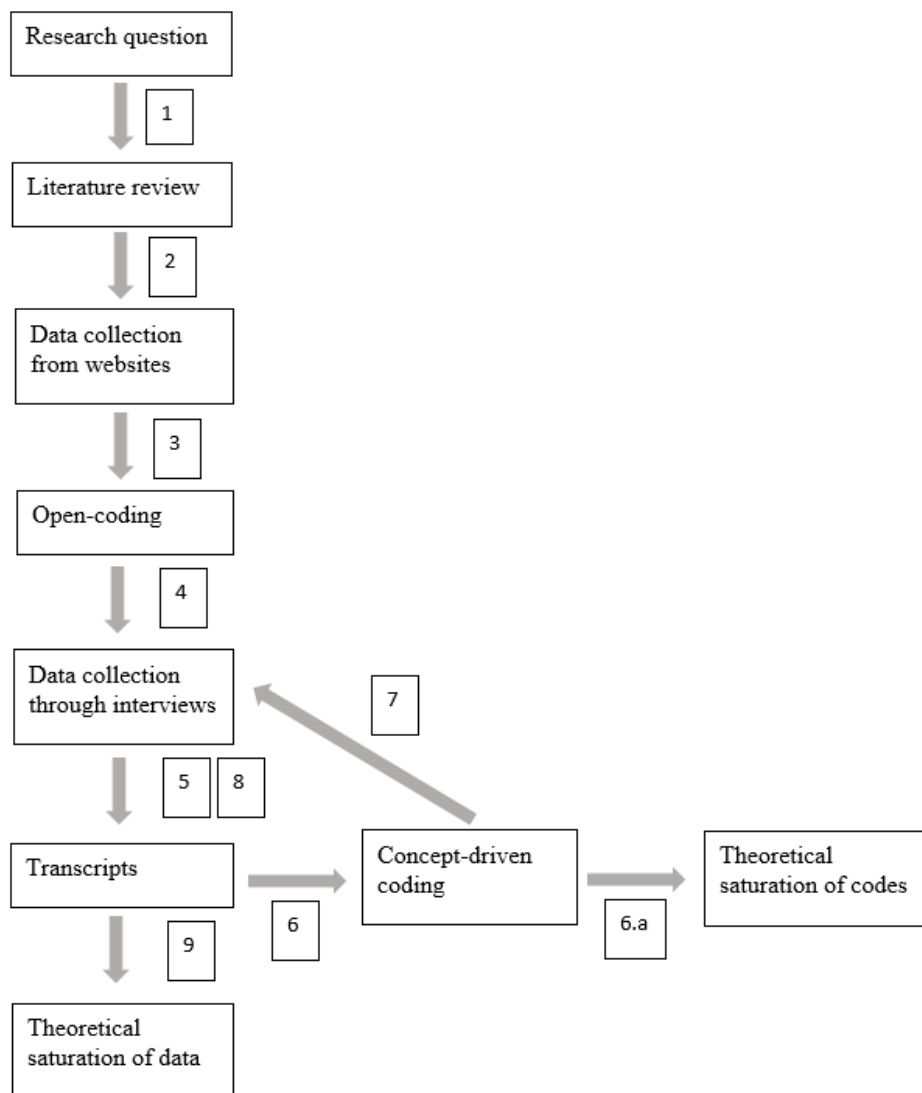 Research question
1
Literature review
2
Data collection
from websites
3
Open-coding
4
Data collection
through interviews
7
5
8
Transcripts
6
Concept-driven
coding
6.a
Theoretical
saturation of codes
9
Theoretical
saturation of data